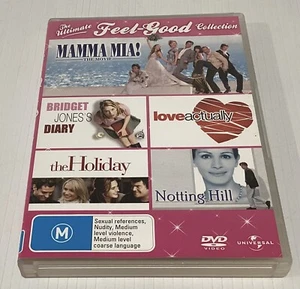 The Ultimate Feel-Good Collection
MAMMA MIA!
THE MOVIE
BRIDGET
JONES'S
DIARY
love actually
the Holiday
Notting Hill
M
Sexual references,
Nudity, Medium
level violence,
Medium level
coarse language
DVD
VIDEO
UNIVERSAL